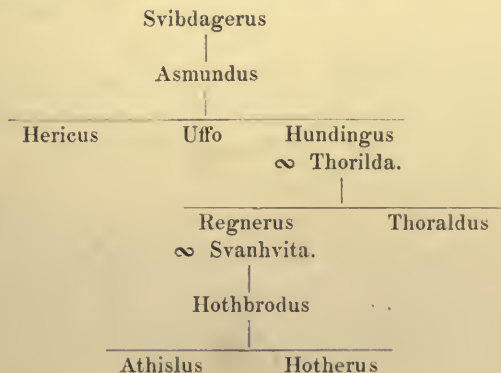 Svibdagerus
Asmundus
Hericus Uffo Hundingus
∾ Thorilda.
Regnerus Thoraldus
∾ Svanhvita.
Hothbrodus
Athislus Hotherus